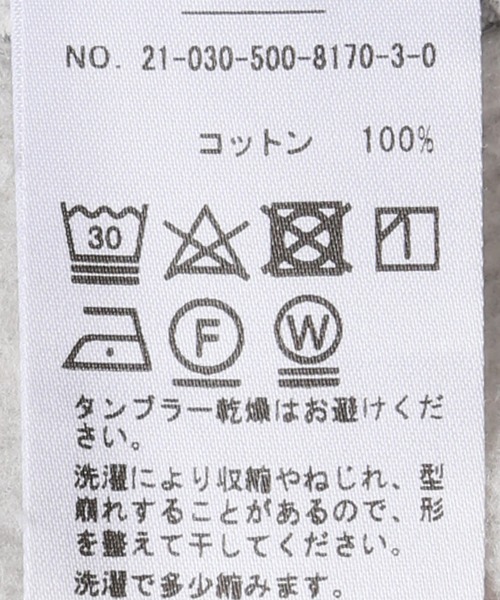 NO. 21-030-500-8170-3-0
コットン 100%
30
F W
タンブラー乾燥はお避けくだ
さい。
洗濯により収縮やねじれ、型
崩れすることがあるので、形
を整えて干してください。
洗濯で多少縮みます。